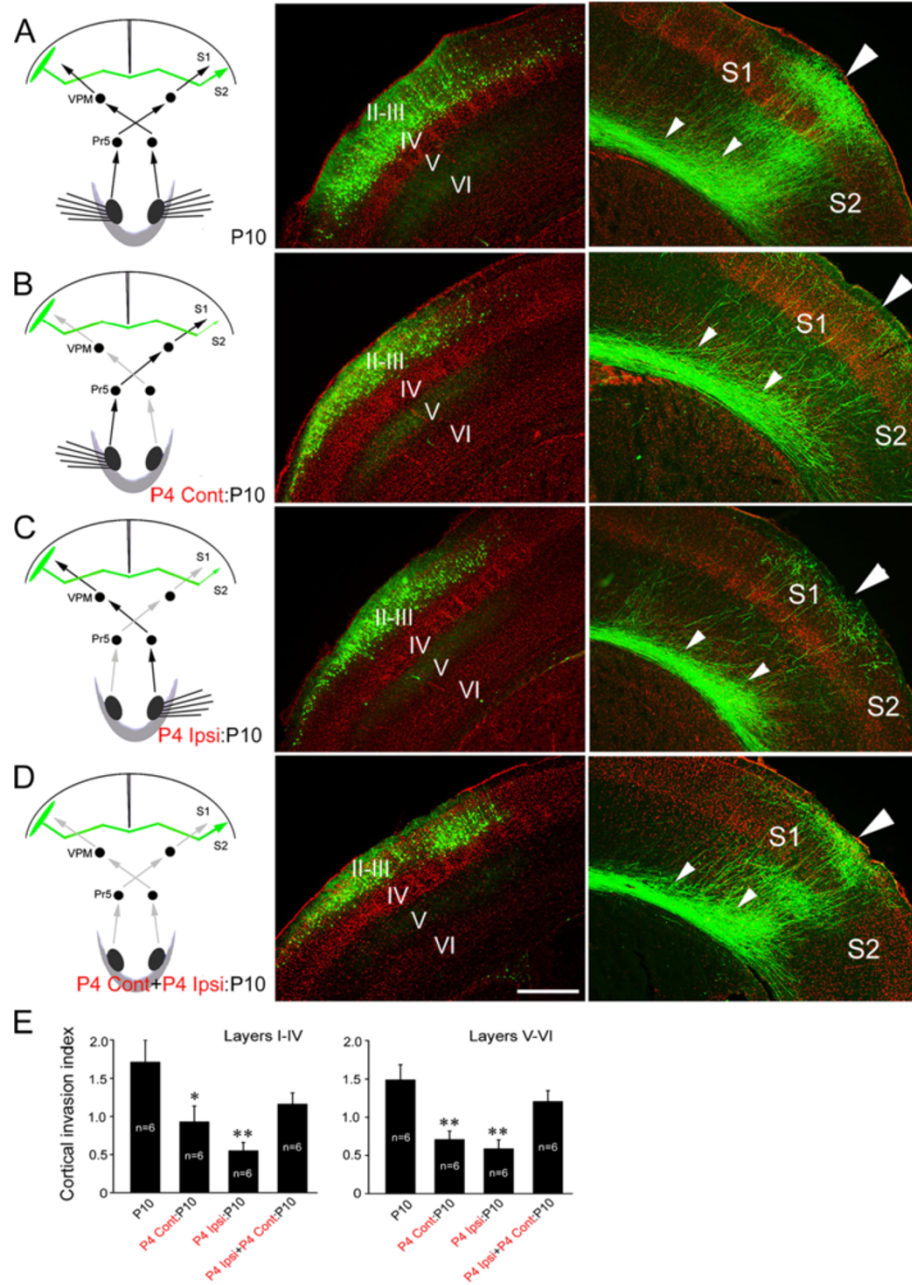 A
S1
S2
VPM
Pr5
P10
II-III
IV
V
VI
S1
S2
B
S1
S2
VPM
Pr5
P4 Cont:P10
II-III
IV
V
VI
S1
S2
C
S1
S2
VPM
Pr5
P4 Ipsi:P10
II-III
IV
V
VI
S1
S2
D
S1
S2
VPM
Pr5
P4 Cont+P4 Ipsi:P10
II-III
IV
V
VI
S1
S2
E
Layers I-IV
Cortical invasion index
2.0
1.5
1.0
0.5
0
*
**
n=6
n=6
n=6
n=6
P10
P4 Cont:P10
P4 Ipsi:P10
P4 Ipsi+P4 Cont:P10
Layers V-VI
2.0
1.5
1.0
0.5
0
**
**
n=6
n=6
n=6
n=6
P10
P4 Cont:P10
P4 Ipsi:P10
P4 Ipsi+P4 Cont:P10